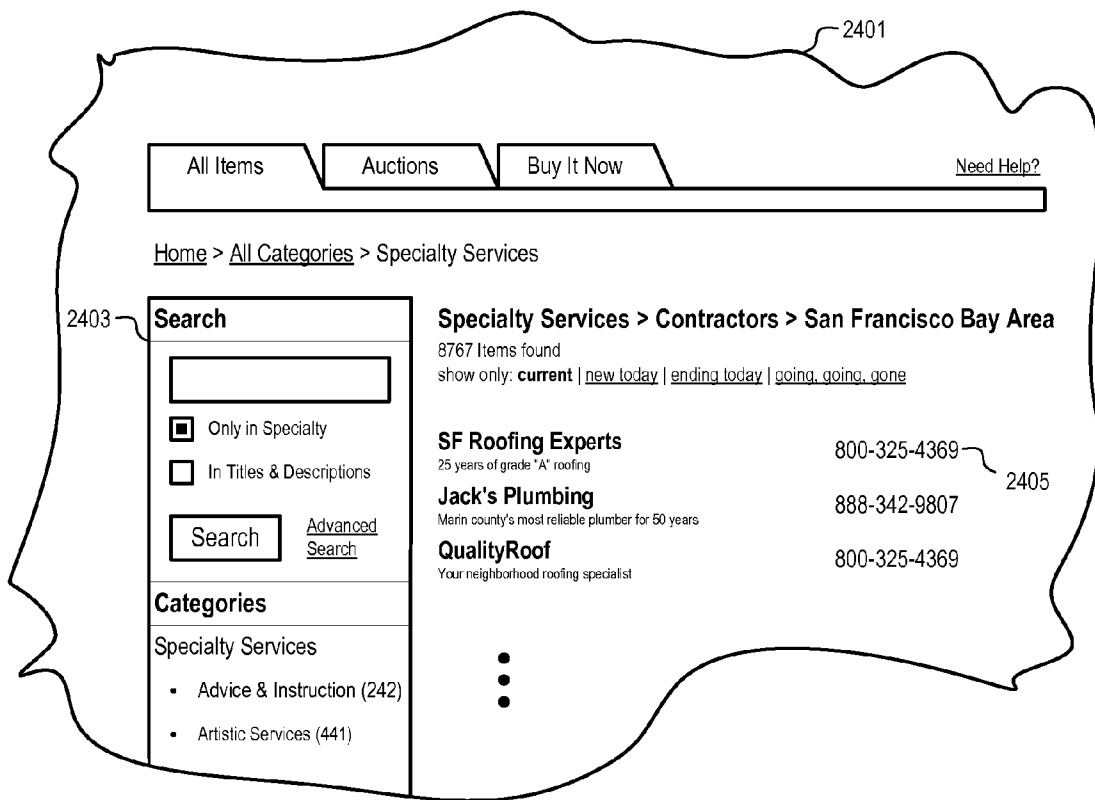 2401
All Items
Auctions
Buy It Now
Need Help?
Home > All Categories > Specialty Services
2403
Search
Only in Specialty
In Titles & Descriptions
Search
Advanced
Search
Categories
Specialty Services
• Advice & Instruction (242)
• Artistic Services (441)
Specialty Services > Contractors > San Francisco Bay Area
8767 Items found
show only: current | new today | ending today | going, going, gone
SF Roofing Experts 800-325-4369
25 years of grade "A" roofing
2405
Jack's Plumbing 888-342-9807
Marin county's most reliable plumber for 50 years
QualityRoof 800-325-4369
Your neighborhood roofing specialist